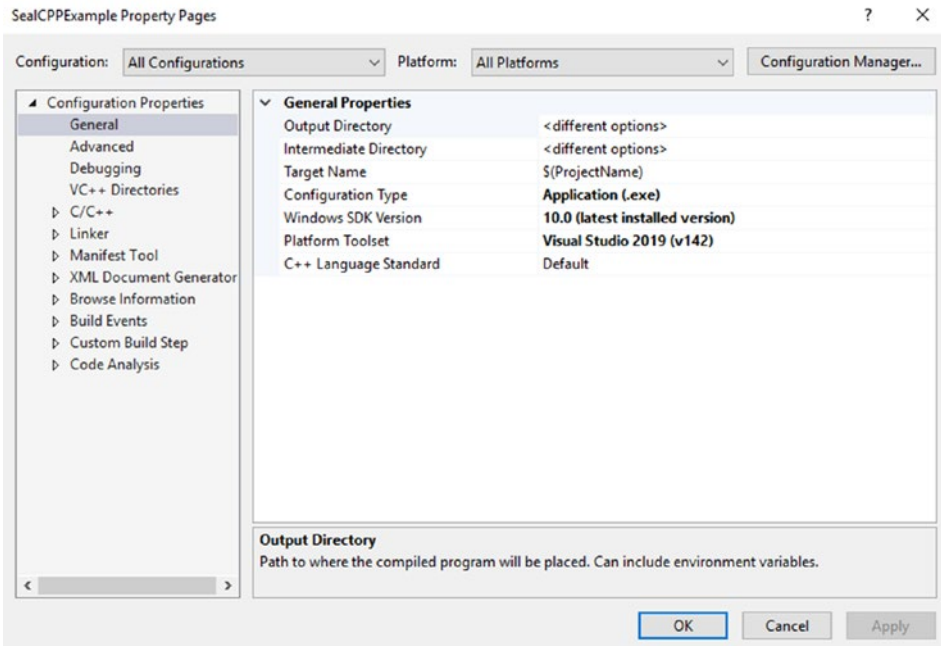 SealCPPExample Property Pages ? ×
Configuration: All Configurations Platform: All Platforms Configuration Manager...
Configuration Properties
General
Advanced
Debugging
VC++ Directories
C/C++
Linker
Manifest Tool
XML Document Generator
Browse Information
Build Events
Custom Build Step
Code Analysis
General Properties
Output Directory <different options>
Intermediate Directory <different options>
Target Name $(ProjectName)
Configuration Type Application (.exe)
Windows SDK Version 10.0 (latest installed version)
Platform Toolset Visual Studio 2019 (v142)
C++ Language Standard Default
Output Directory
Path to where the compiled program will be placed. Can include environment variables.
OK Cancel Apply